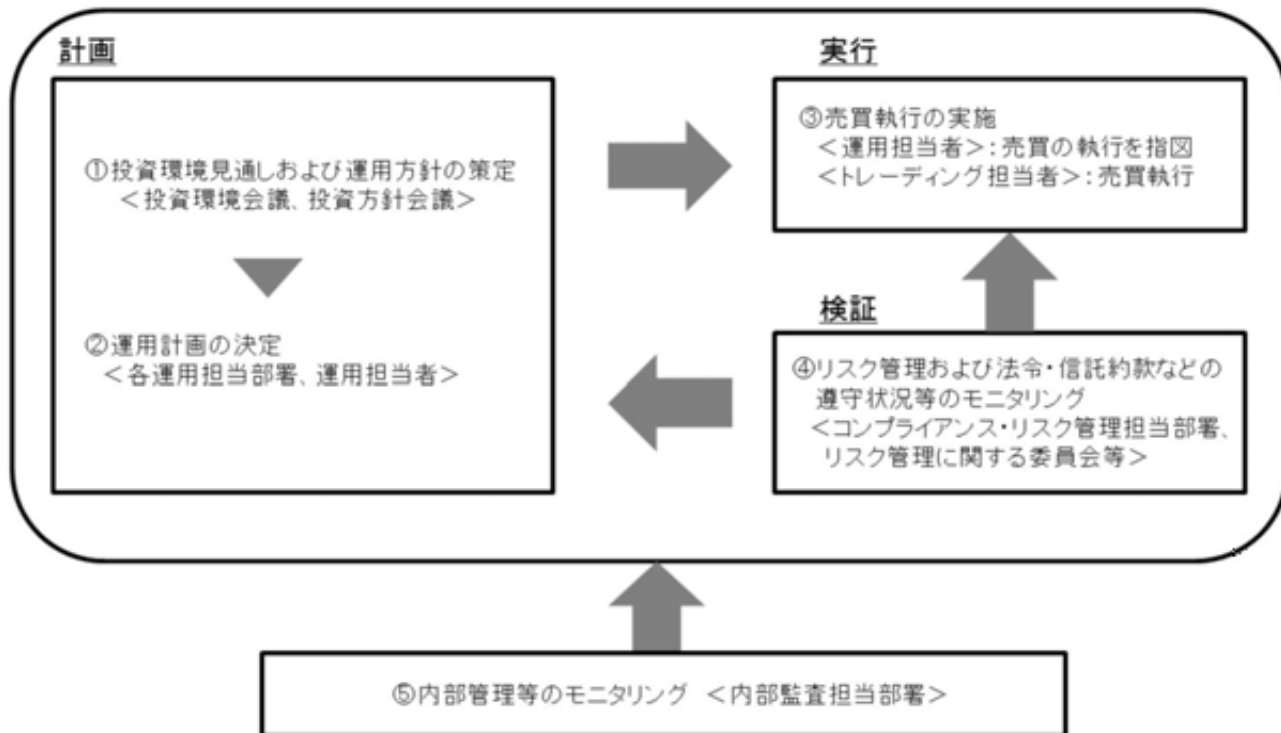 計画
①投資環境見通しおよび運用方針の策定
＜投資環境会議、投資方針会議＞
②運用計画の決定
＜各運用担当部署、運用担当者＞
実行
③売買執行の実施
＜運用担当者＞：売買の執行を指図
＜トレーディング担当者＞：売買執行
検証
④リスク管理および法令・信託約款などの
遵守状況等のモニタリング
＜コンプライアンス・リスク管理担当部署、
リスク管理に関する委員会等＞
⑤内部管理等のモニタリング　＜内部監査担当部署＞